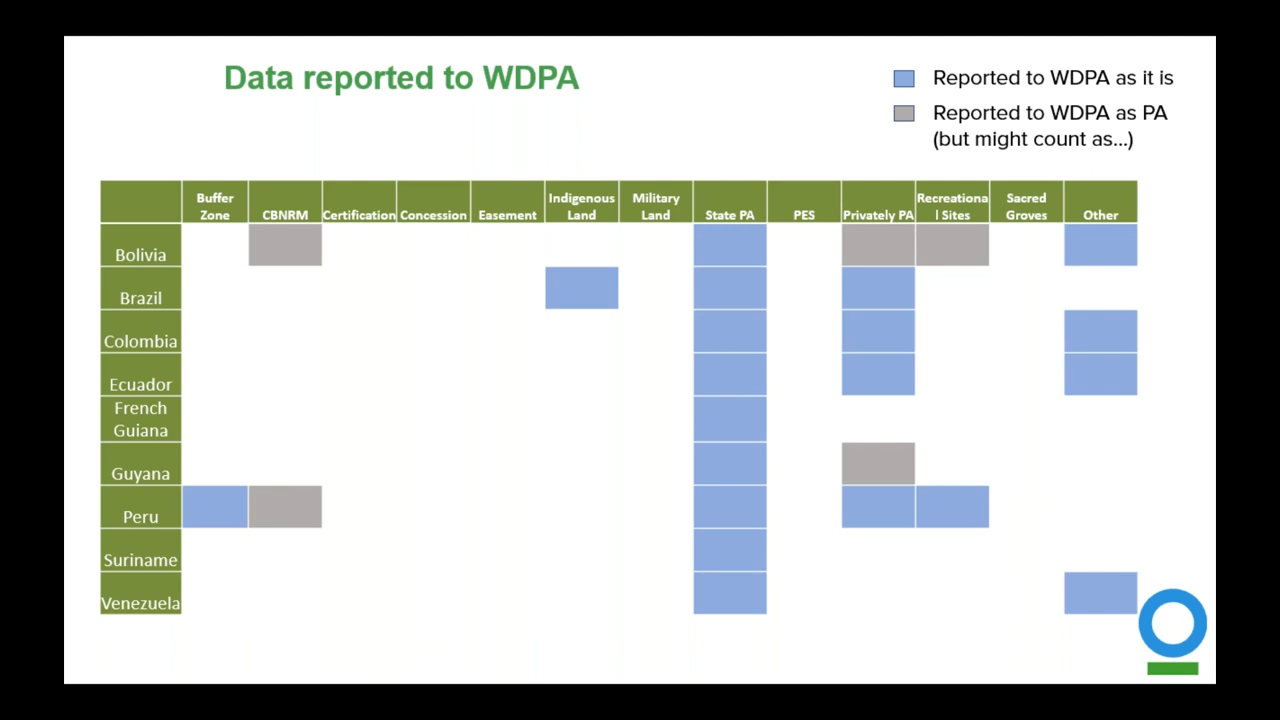 Data reported to WDPA
Reported to WDPA as it is
Reported to WDPA as PA
(but might count as...)
Buffer
Zone
CBNRM
Certification
Concession
Easement
Indigenous
Land
Military
Land
State PA
PES
Privately PA
Recreationa
l Sites
Sacred
Groves
Other
Bolivia
Brazil
Colombia
Ecuador
French
Guiana
Guyana
Peru
Suriname
Venezuela